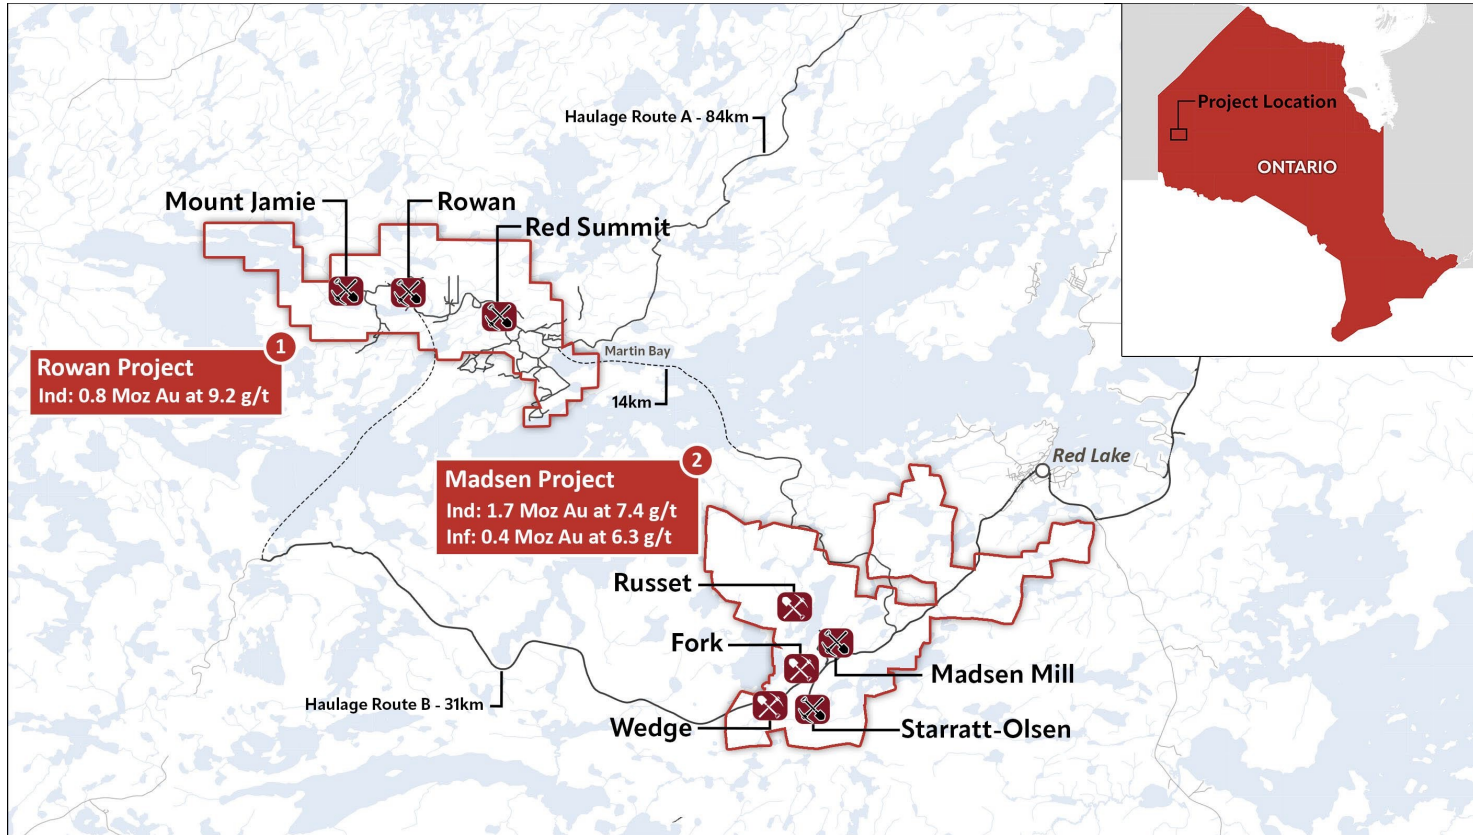 Haulage Route A - 84km
Project Location
ONTARIO
Mount Jamie
Rowan
Red Summit
1
Rowan Project
Ind: 0.8 Moz Au at 9.2 g/t
Martin Bay
14km
2
Madsen Project
Ind: 1.7 Moz Au at 7.4 g/t
Inf: 0.4 Moz Au at 6.3 g/t
Red Lake
Russet
Fork
Madsen Mill
Haulage Route B - 31km
Wedge
Starratt-Olsen